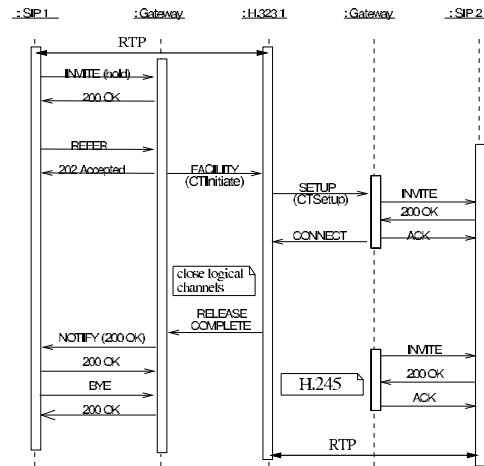 : SIP 1
: Gateway
: H.323 1
: Gateway
: SIP 2
RTP
INVITE (hold)
200 OK
REFER
202 Accepted
FACILITY
(CTInitiate)
SETUP
(CTSetup)
INVITE
200 OK
CONNECT
ACK
close logical
channels
RELEASE
COMPLETE
NOTIFY (200 OK)
INVITE
200 OK
200 OK
BYE
H.245
ACK
200 OK
RTP